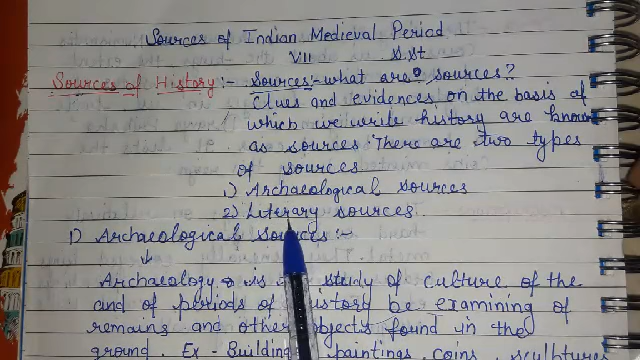 Sources of Indian Medieval Period
VII S.St
Sources of History :- Sources:- what are sources?
Clues and evidences on the basis of
which we write history are known
as sources. There are two types
of sources
1) Archaeological sources
2) Literary sources.
1) Archaeological sources :-
↓
Archaeology is study of culture of the
and of periods of be examining of
remains and other objects found in the
ground. Ex - Building paintings, coins, sculptures